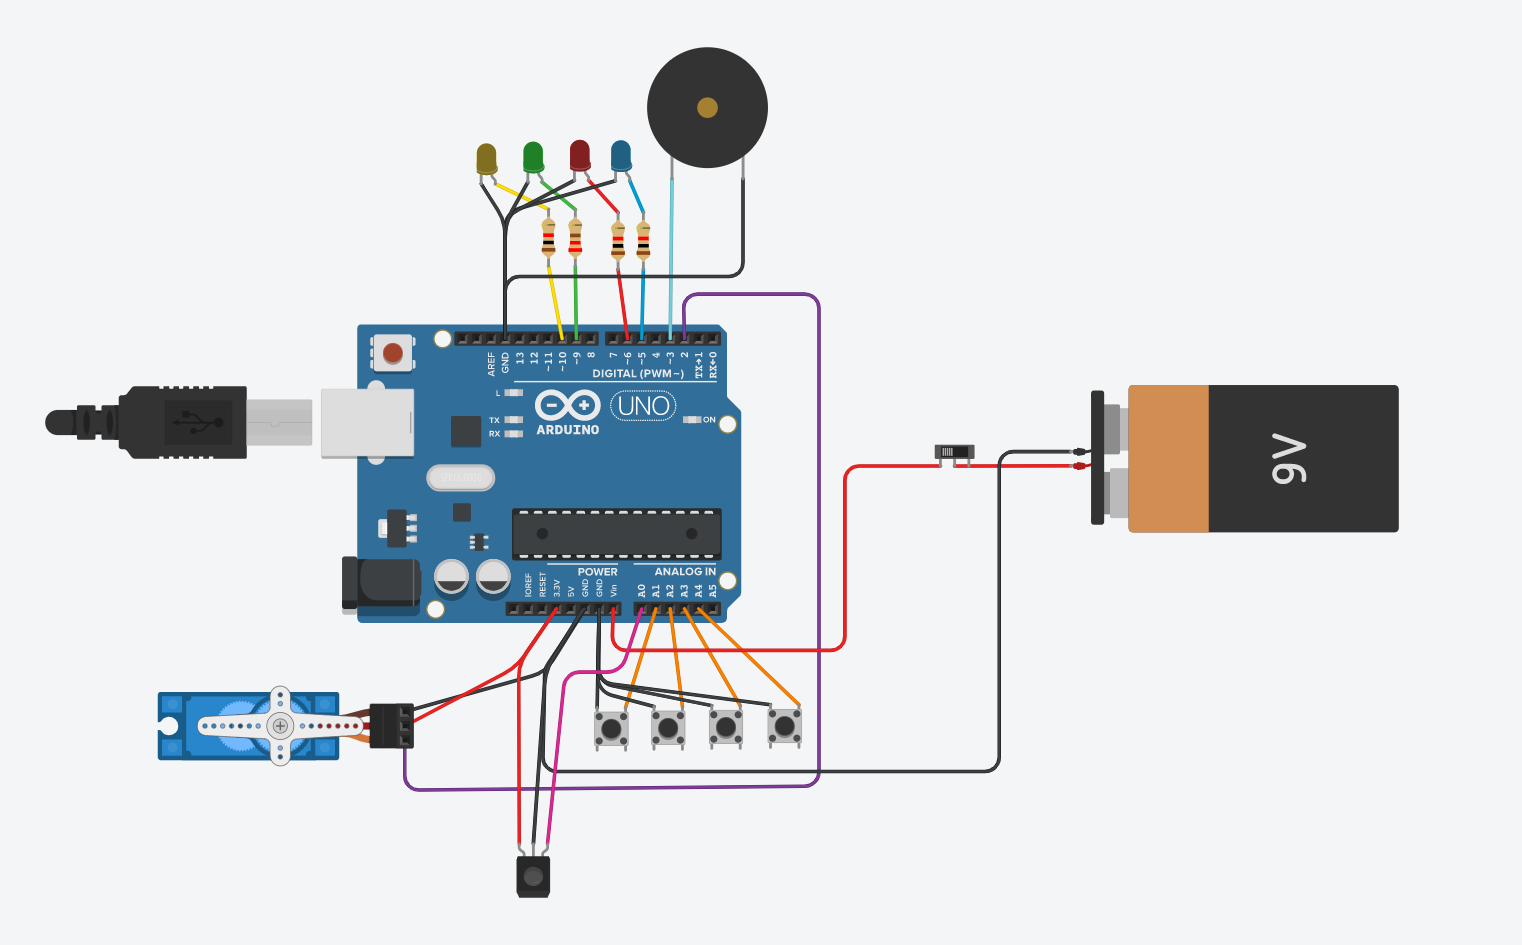 AREF
GND
13
12
~11
~10
~9
8
7
~6
~5
4
~3
2
TX→1
RX←0
DIGITAL (PWM~)
L
TX
RX
UNO
ON
ARDUINO
9V
POWER
ANALOG IN
IOREF
RESET
3.3V
5V
GND
GND
Vin
A0
A1
A2
A3
A4
A5